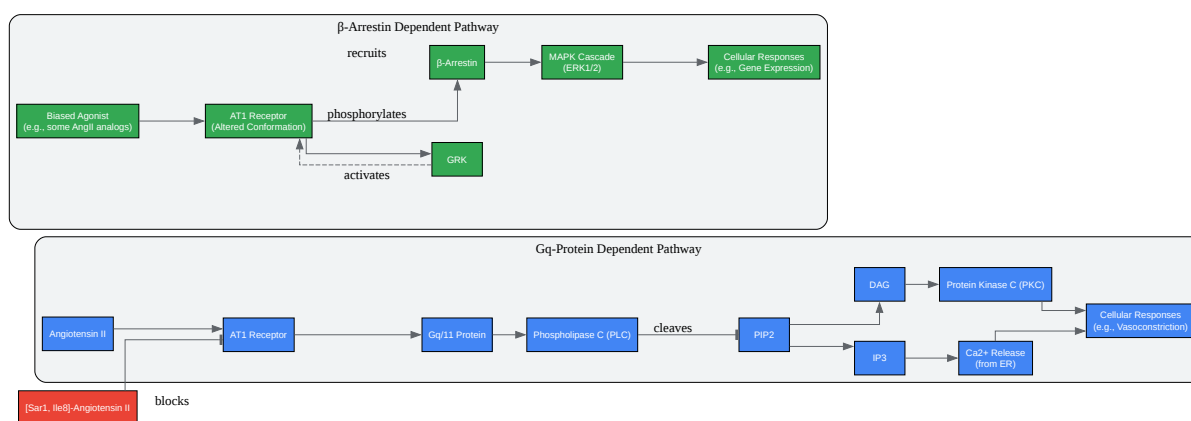 β-Arrestin Dependent Pathway
recruits
β-Arrestin
MAPK Cascade
(ERK1/2)
Cellular Responses
(e.g., Gene Expression)
Biased Agonist
(e.g., some AngII analogs)
AT1 Receptor
(Altered Conformation)
phosphorylates
GRK
activates
Gq-Protein Dependent Pathway
DAG
Protein Kinase C (PKC)
Angiotensin II
AT1 Receptor
Gq/11 Protein
Phospholipase C (PLC)
cleaves
PIP2
Cellular Responses
(e.g., Vasoconstriction)
IP3
Ca2+ Release
(from ER)
[Sar1, Ile8]-Angiotensin II
blocks